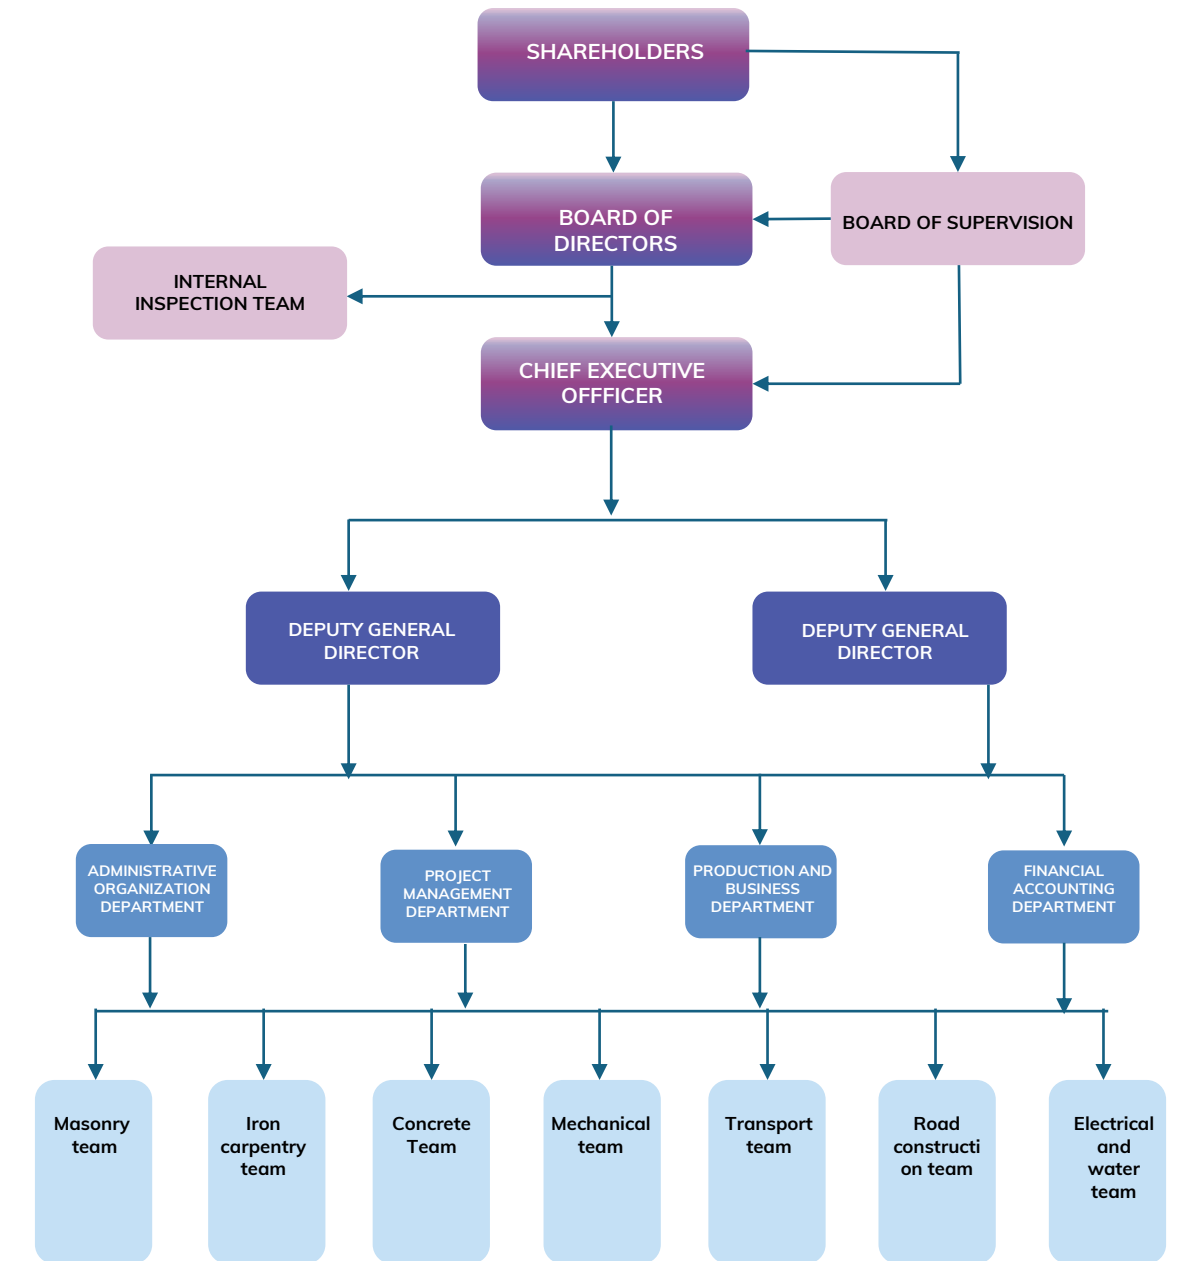 SHAREHOLDERS
BOARD OF
DIRECTORS
BOARD OF SUPERVISION
INTERNAL
INSPECTION TEAM
CHIEF EXECUTIVE
OFFFICER
DEPUTY GENERAL
DIRECTOR
DEPUTY GENERAL
DIRECTOR
ADMINISTRATIVE
ORGANIZATION
DEPARTMENT
PROJECT
MANAGEMENT
DEPARTMENT
PRODUCTION AND
BUSINESS
DEPARTMENT
FINANCIAL
ACCOUNTING
DEPARTMENT
Masonry
team
Iron
carpentry
team
Concrete
Team
Mechanical
team
Transport
team
Road
constructi
on team
Electrical
and
water
team